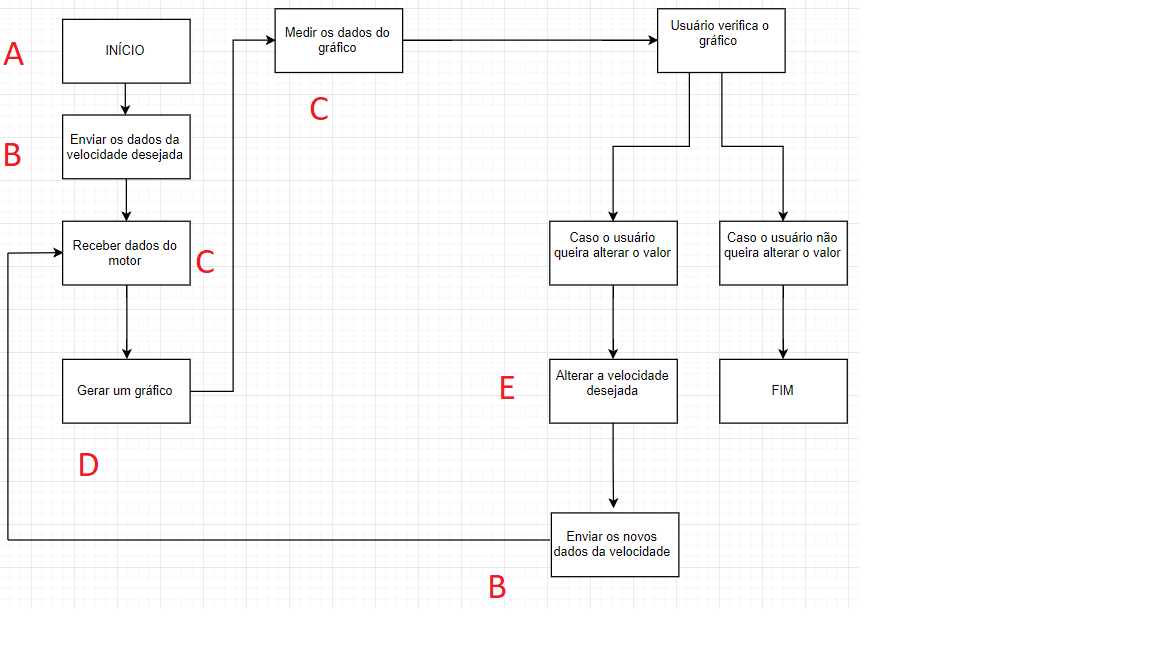 A
INÍCIO
B
Enviar os dados da
velocidade desejada
Receber dados do
motor
C
Gerar um gráfico
D
Medir os dados do
gráfico
C
Usuário verifica o
gráfico
Caso o usuário
queira alterar o valor
Caso o usuário não
queira alterar o valor
E
Alterar a velocidade
desejada
FIM
Enviar os novos
dados da velocidade
B